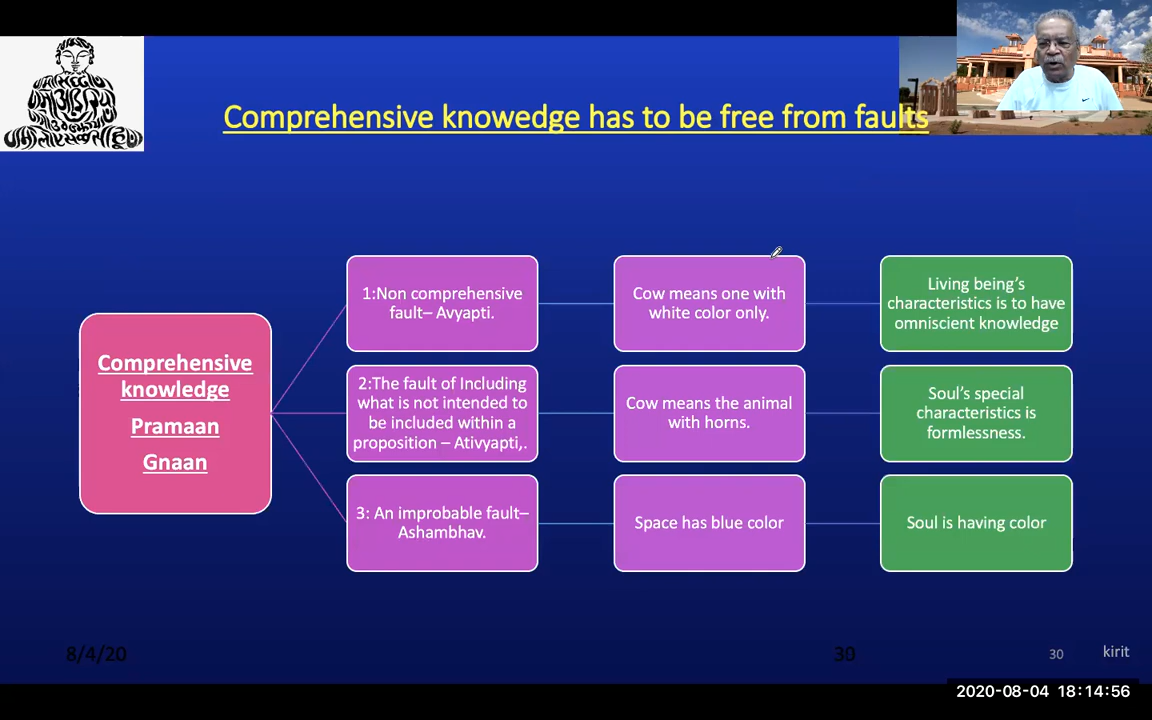 Comprehensive knowedge has to be free from faults
Comprehensive
knowledge
Pramaan
Gnaan
1:Non comprehensive
fault– Avyapti.
Cow means one with
white color only.
Living being's
characteristics is to have
omniscient knowledge
2:The fault of Including
what is not intended to
be included within a
proposition – Ativyapti,.
Cow means the animal
with horns.
Soul's special
characteristics is
formlessness.
3: An improbable fault–
Ashambhav.
Space has blue color
Soul is having color
8/4/20
30
30
kirit
2020-08-04 18:14:56